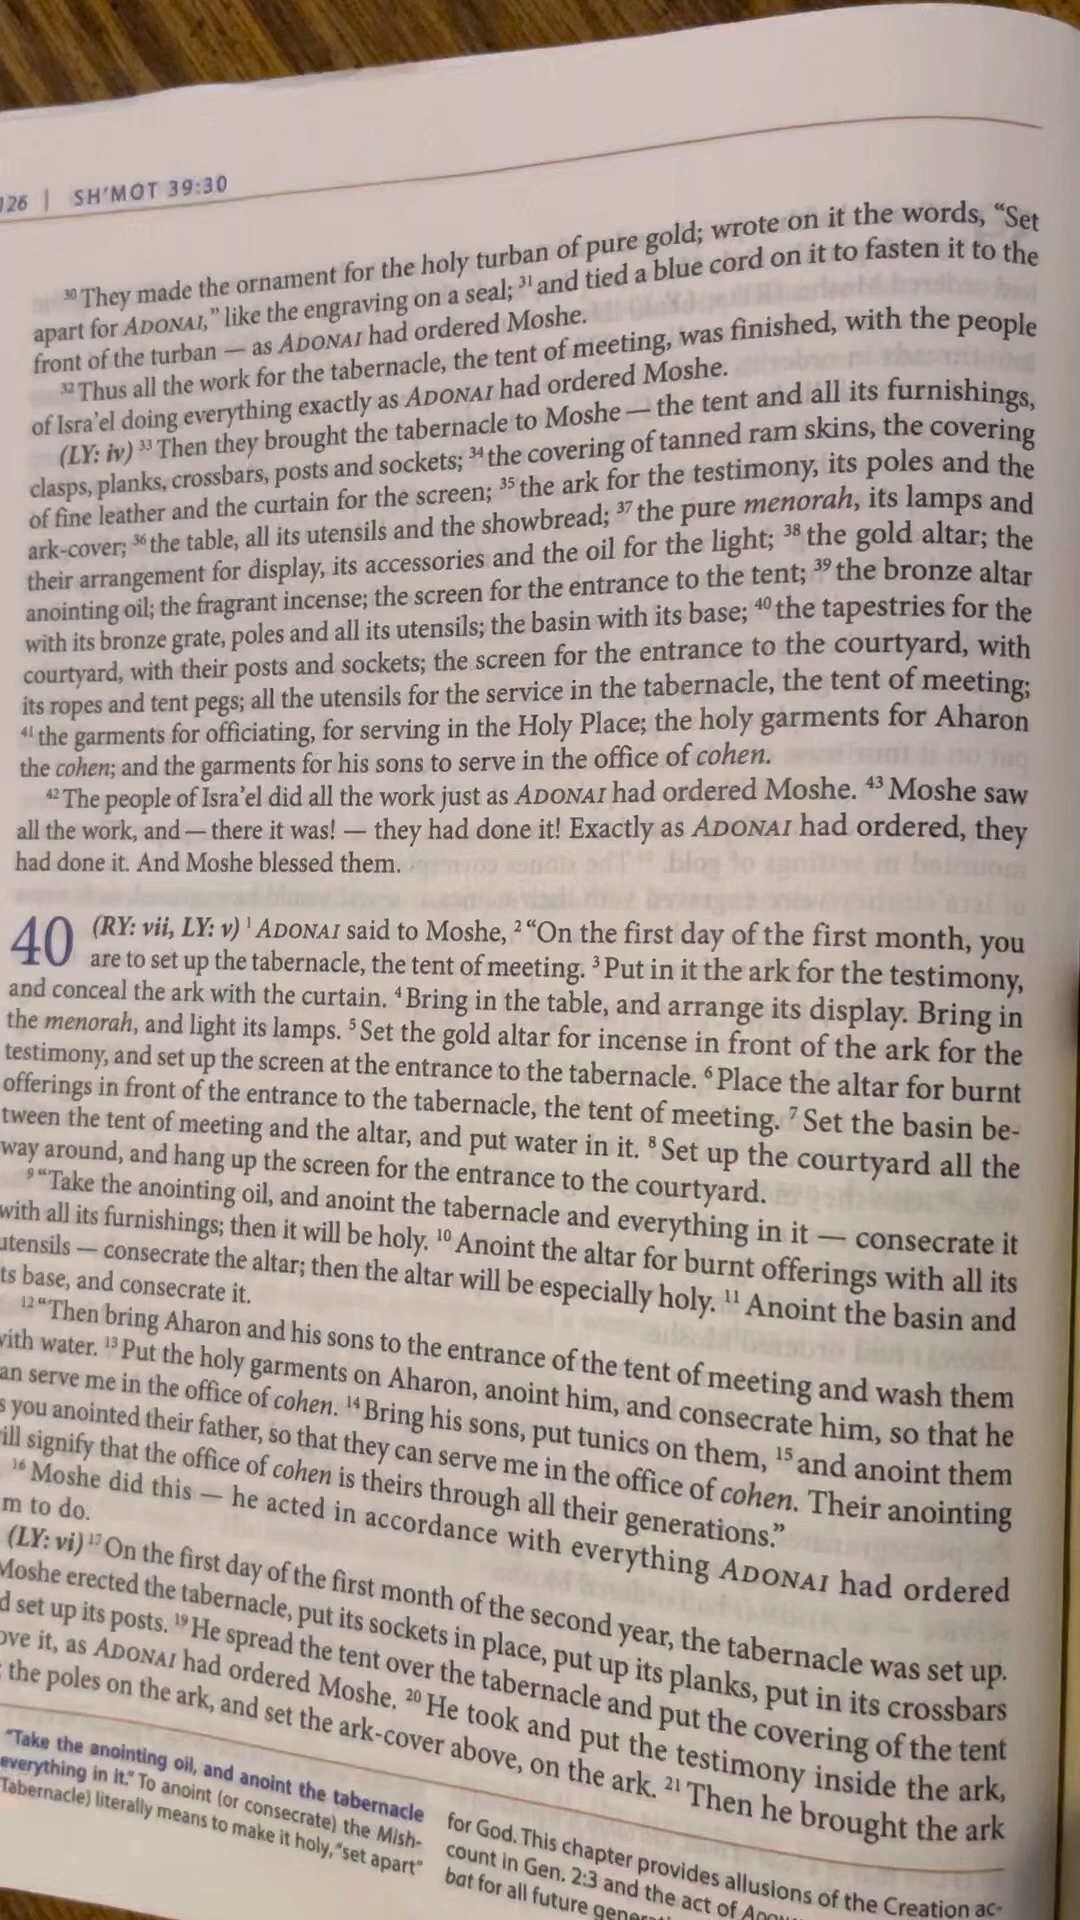 126 | SH'MOT 39:30
³⁰ They made the ornament for the holy turban of pure gold; wrote on it the words, “Set
apart for ADONAI,” like the engraving on a seal; ³¹ and tied a blue cord on it to fasten it to the
front of the turban — as ADONAI had ordered Moshe.
³² Thus all the work for the tabernacle, the tent of meeting, was finished, with the people
of Isra’el doing everything exactly as ADONAI had ordered Moshe.
(LY: iv) ³³ Then they brought the tabernacle to Moshe — the tent and all its furnishings,
clasps, planks, crossbars, posts and sockets; ³⁴ the covering of tanned ram skins, the covering
of fine leather and the curtain for the screen; ³⁵ the ark for the testimony, its poles and the
ark-cover; ³⁶ the table, all its utensils and the showbread; ³⁷ the pure menorah, its lamps and
their arrangement for display, its accessories and the oil for the light; ³⁸ the gold altar; the
anointing oil; the fragrant incense; the screen for the entrance to the tent; ³⁹ the bronze altar
with its bronze grate, poles and all its utensils; the basin with its base; ⁴⁰ the tapestries for the
courtyard, with their posts and sockets; the screen for the entrance to the courtyard, with
its ropes and tent pegs; all the utensils for the service in the tabernacle, the tent of meeting;
⁴¹ the garments for officiating, for serving in the Holy Place; the holy garments for Aharon
the cohen; and the garments for his sons to serve in the office of cohen.
⁴² The people of Isra’el did all the work just as ADONAI had ordered Moshe. ⁴³ Moshe saw
all the work, and — there it was! — they had done it! Exactly as ADONAI had ordered, they
had done it. And Moshe blessed them.
40 (RY: vii, LY: v) ¹ ADONAI said to Moshe, ² “On the first day of the first month, you
are to set up the tabernacle, the tent of meeting. ³ Put in it the ark for the testimony,
and conceal the ark with the curtain. ⁴ Bring in the table, and arrange its display. Bring in
the menorah, and light its lamps. ⁵ Set the gold altar for incense in front of the ark for the
testimony, and set up the screen at the entrance to the tabernacle. ⁶ Place the altar for burnt
offerings in front of the entrance to the tabernacle, the tent of meeting. ⁷ Set the basin be-
tween the tent of meeting and the altar, and put water in it. ⁸ Set up the courtyard all the
way around, and hang up the screen for the entrance to the courtyard.
⁹ “Take the anointing oil, and anoint the tabernacle and everything in it — consecrate it
with all its furnishings; then it will be holy. ¹⁰ Anoint the altar for burnt offerings with all its
utensils — consecrate the altar; then the altar will be especially holy. ¹¹ Anoint the basin and
ts base, and consecrate it.
¹² “Then bring Aharon and his sons to the entrance of the tent of meeting and wash them
with water. ¹³ Put the holy garments on Aharon, anoint him, and consecrate him, so that he
an serve me in the office of cohen. ¹⁴ Bring his sons, put tunics on them, ¹⁵ and anoint them
s you anointed their father, so that they can serve me in the office of cohen. Their anointing
ill signify that the office of cohen is theirs through all their generations.”
¹⁶ Moshe did this — he acted in accordance with everything ADONAI had ordered
m to do.
(LY: vi) ¹⁷ On the first day of the first month of the second year, the tabernacle was set up.
Moshe erected the tabernacle, put its sockets in place, put up its planks, put in its crossbars
d set up its posts. ¹⁹ He spread the tent over the tabernacle and put the covering of the tent
ove it, as ADONAI had ordered Moshe. ²⁰ He took and put the testimony inside the ark,
the poles on the ark, and set the ark-cover above, on the ark. ²¹ Then he brought the ark
“Take the anointing oil, and anoint the tabernacle
everything in it.” To anoint (or consecrate) the Mish-
Tabernacle) literally means to make it holy, “set apart”
for God. This chapter provides allusions of the Creation ac-
count in Gen. 2:3 and the act of
bat for all future